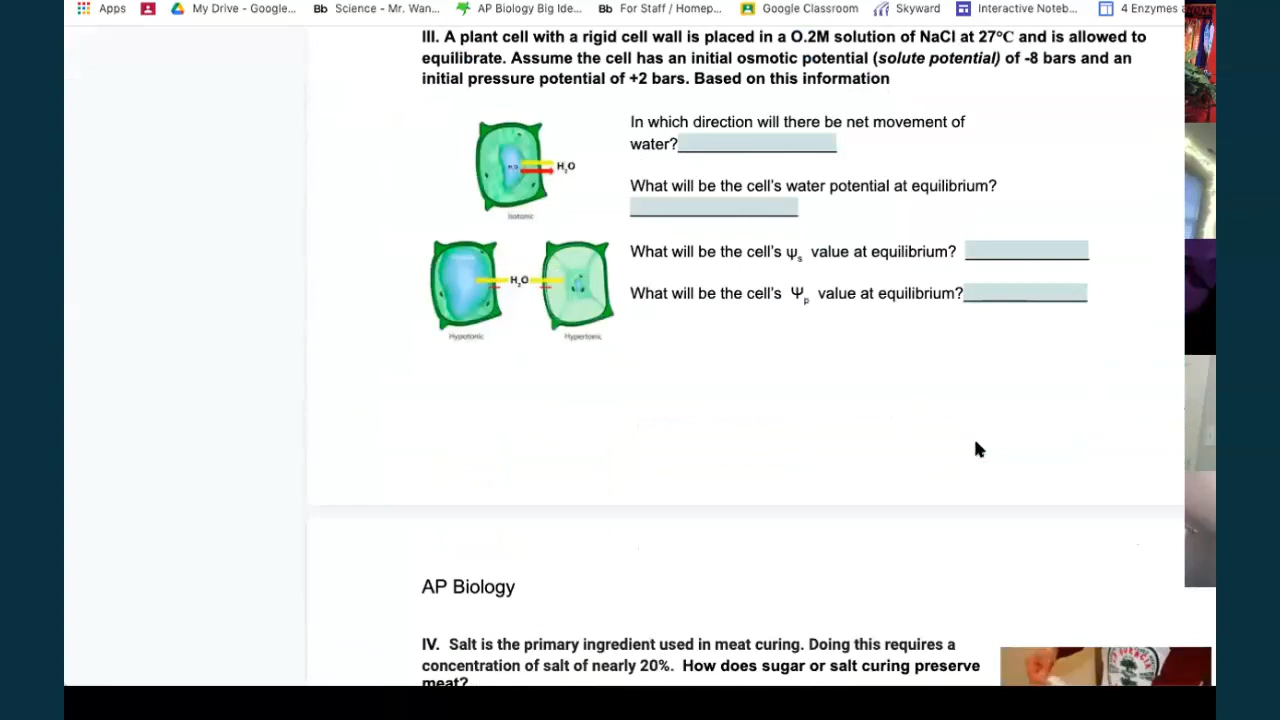 Apps
My Drive - Google...
Bb Science - Mr. Wan...
AP Biology Big Ide...
Bb For Staff / Homep...
Google Classroom
Skyward
Interactive Noteb...
4 Enzymes
III. A plant cell with a rigid cell wall is placed in a O.2M solution of NaCl at 27°C and is allowed to
equilibrate. Assume the cell has an initial osmotic potential (solute potential) of -8 bars and an
initial pressure potential of +2 bars. Based on this information
In which direction will there be net movement of
water?
H₂O
Isotonic
What will be the cell's water potential at equilibrium?
What will be the cell's ψs value at equilibrium?
H₂O
What will be the cell's Ψp value at equilibrium?
Hypotonic
Hypertonic
AP Biology
IV. Salt is the primary ingredient used in meat curing. Doing this requires a
concentration of salt of nearly 20%. How does sugar or salt curing preserve
meat?